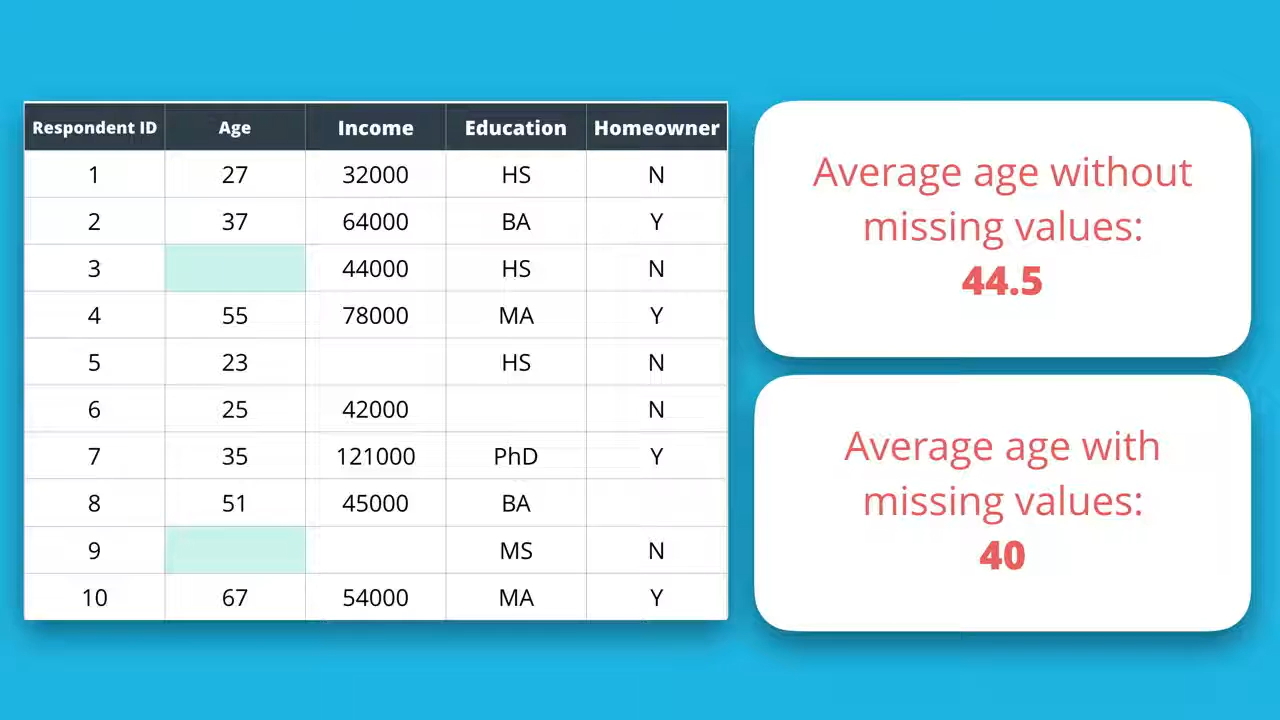 Respondent ID Age Income Education Homeowner
1 27 32000 HS N
2 37 64000 BA Y
3 44000 HS N
4 55 78000 MA Y
5 23 HS N
6 25 42000 N
7 35 121000 PhD Y
8 51 45000 BA
9 MS N
10 67 54000 MA Y
Average age without
missing values:
44.5
Average age with
missing values:
40